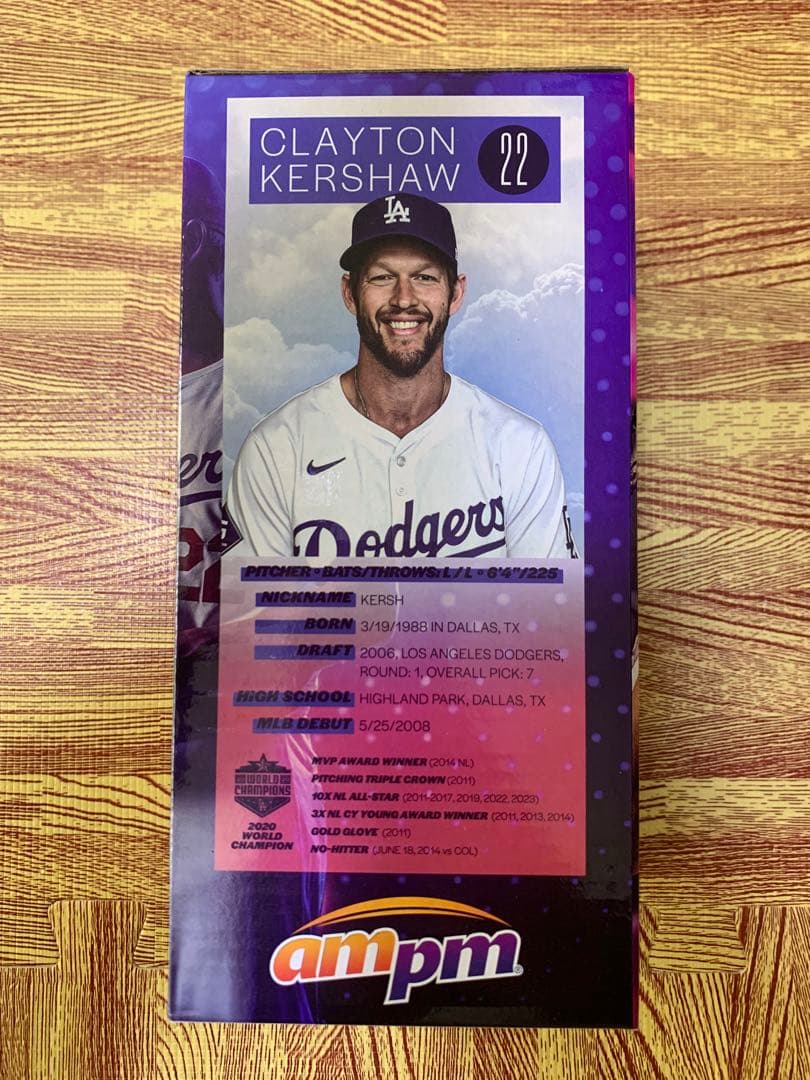 CLAYTON
KERSHAW
22
LA
Dodgers
er
PITCHER • BATS/THROWS: L / L • 6'4"/225
NICKNAME KERSH
BORN 3/19/1988 IN DALLAS, TX
DRAFT 2006, LOS ANGELES DODGERS,
ROUND: 1, OVERALL PICK: 7
HIGH SCHOOL HIGHLAND PARK, DALLAS, TX
MLB DEBUT 5/25/2008
MVP AWARD WINNER (2014 NL)
PITCHING TRIPLE CROWN (2011)
10X NL ALL-STAR (2011-2017, 2019, 2022, 2023)
3X NL CY YOUNG AWARD WINNER (2011, 2013, 2014)
GOLD GLOVE (2011)
NO-HITTER (JUNE 18, 2014 vs COL)
WORLD
CHAMPIONS
LA
2020
WORLD
CHAMPION
ampm